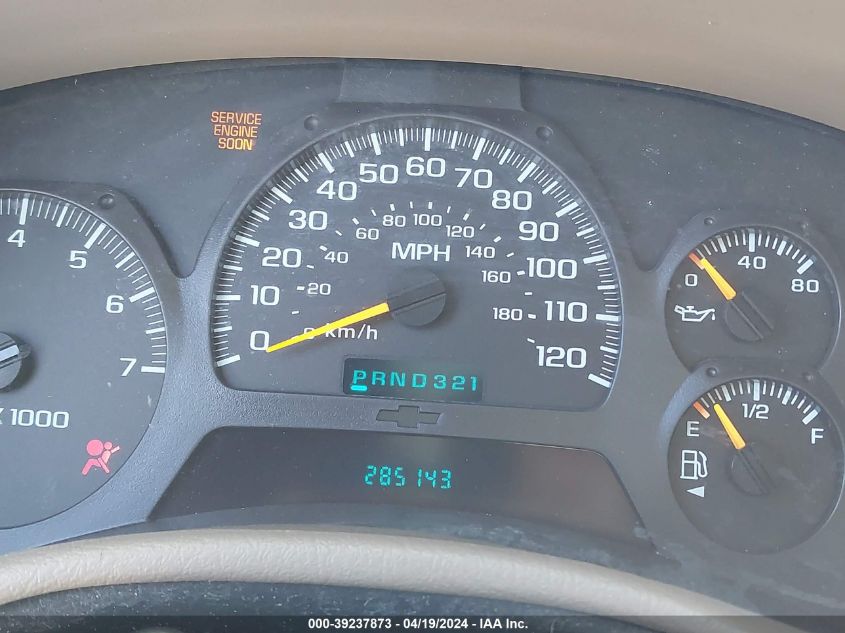 SERVICE
ENGINE
SOON
4
5
6
7
X 1000
0 10 20 30 40 50 60 70 80 90 100 110 120
MPH
0 20 40 60 80 100 120 140 160 180
km/h
PRND321
285143
0 40 80
E 1/2 F
000-39237873 - 04/19/2024 - IAA Inc.